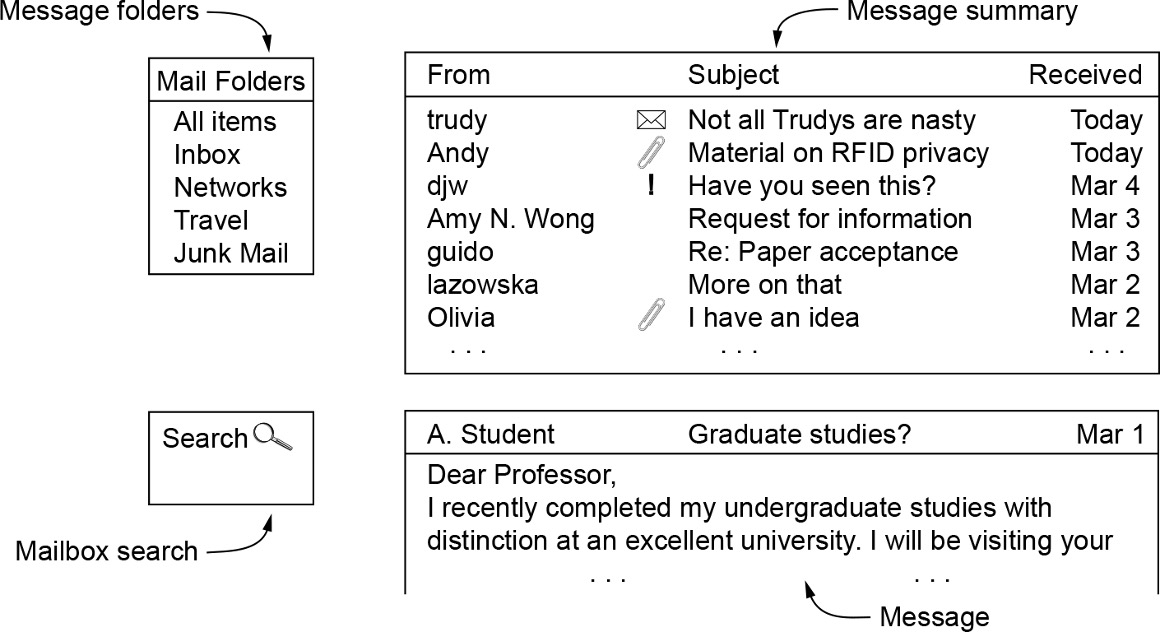 Message folders
Message summary
Mail Folders
All items
Inbox
Networks
Travel
Junk Mail
From Subject Received
trudy Not all Trudys are nasty Today
Andy Material on RFID privacy Today
djw ! Have you seen this? Mar 4
Amy N. Wong Request for information Mar 3
guido Re: Paper acceptance Mar 3
lazowska More on that Mar 2
Olivia I have an idea Mar 2
. . . . . . . . .
Search
Mailbox search
A. Student Graduate studies? Mar 1
Dear Professor,
I recently completed my undergraduate studies with
distinction at an excellent university. I will be visiting your
. . . . . .
Message